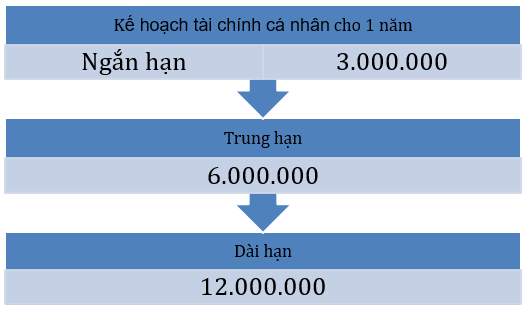 Kế hoạch tài chính cá nhân cho 1 năm
Ngắn hạn 3.000.000
Trung hạn
6.000.000
Dài hạn
12.000.000